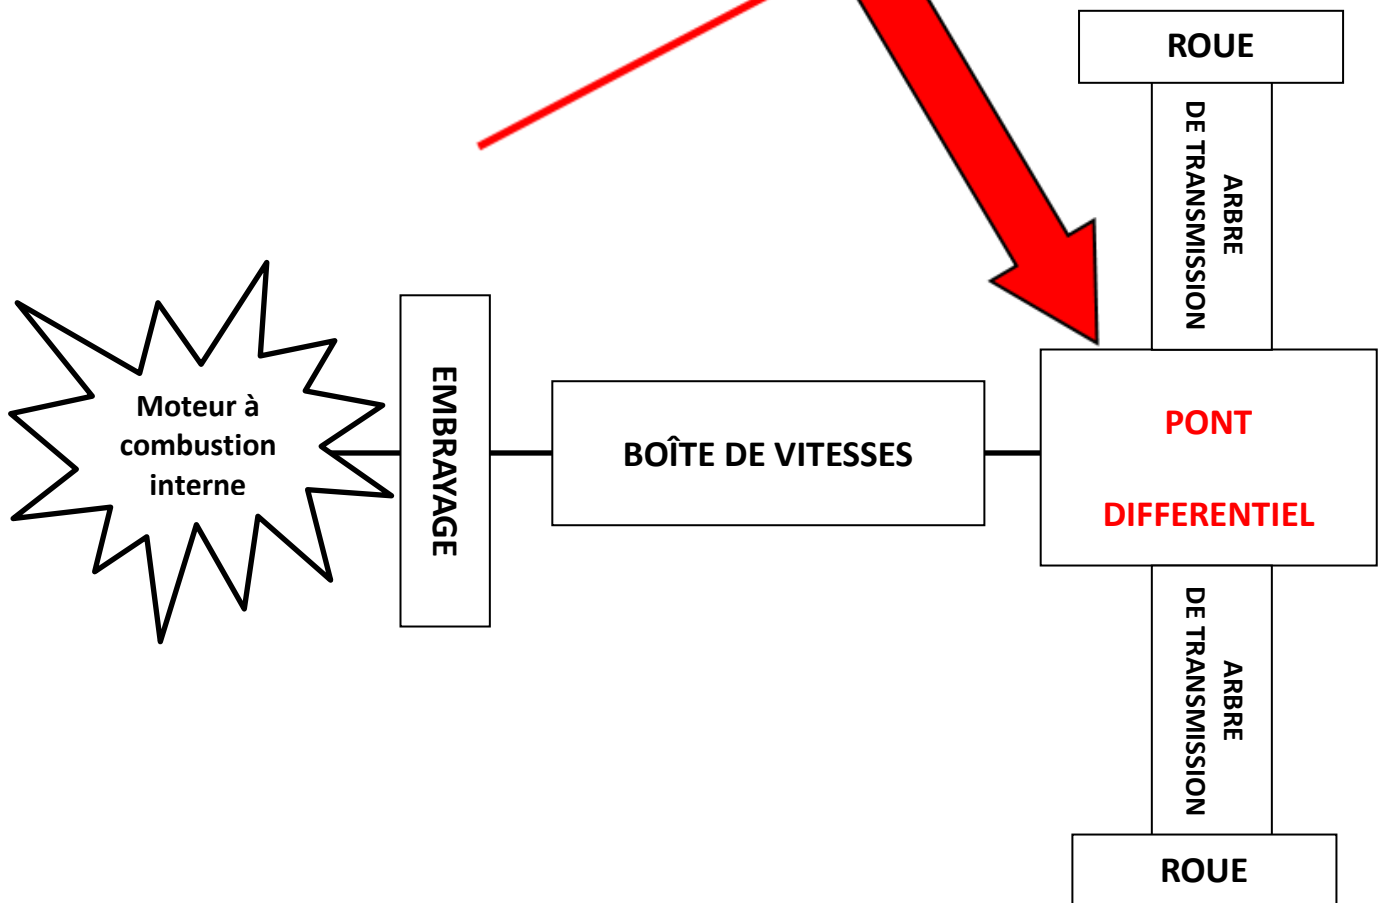 ROUE
ARBRE
DE TRANSMISSION
Moteur à
combustion
interne
EMBRAYAGE
BOÎTE DE VITESSES
PONT
DIFFERENTIEL
ARBRE
DE TRANSMISSION
ROUE